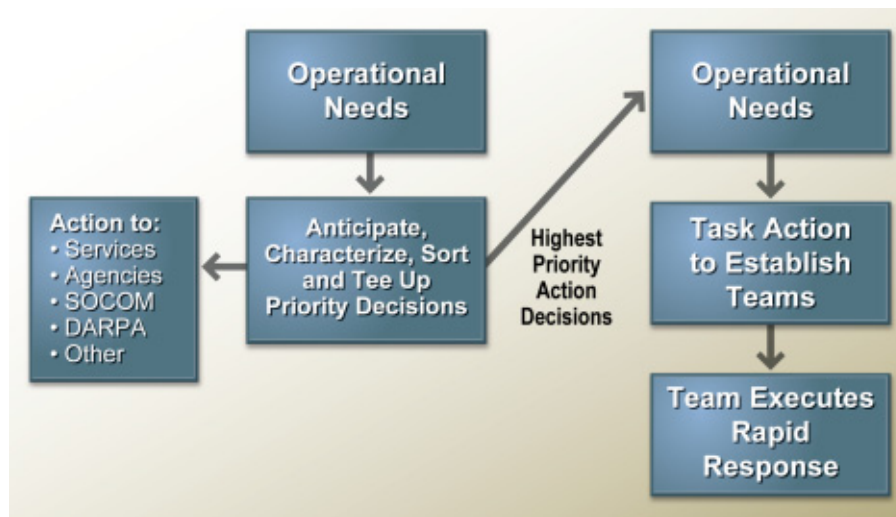 Operational
Needs
Action to:
• Services
• Agencies
• SOCOM
• DARPA
• Other
Anticipate,
Characterize, Sort
and Tee Up
Priority Decisions
Highest
Priority
Action
Decisions
Operational
Needs
Task Action
to Establish
Teams
Team Executes
Rapid
Response